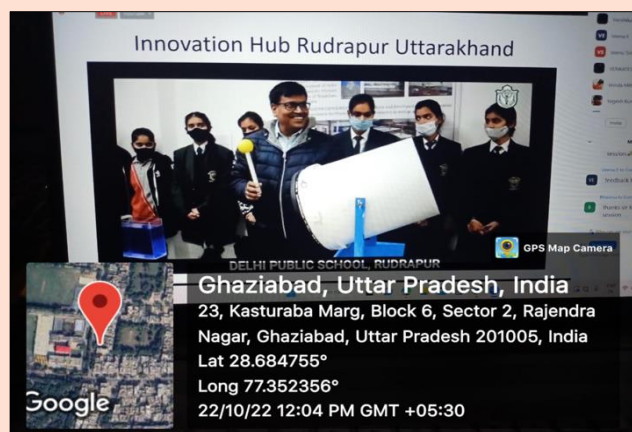 Innovation Hub Rudrapur Uttarakhand
DELHI PUBLIC SCHOOL, RUDRAPUR
GPS Map Camera
Ghaziabad, Uttar Pradesh, India
23, Kasturaba Marg, Block 6, Sector 2, Rajendra
Nagar, Ghaziabad, Uttar Pradesh 201005, India
Lat 28.684755°
Long 77.352356°
22/10/22 12:04 PM GMT +05:30
Google